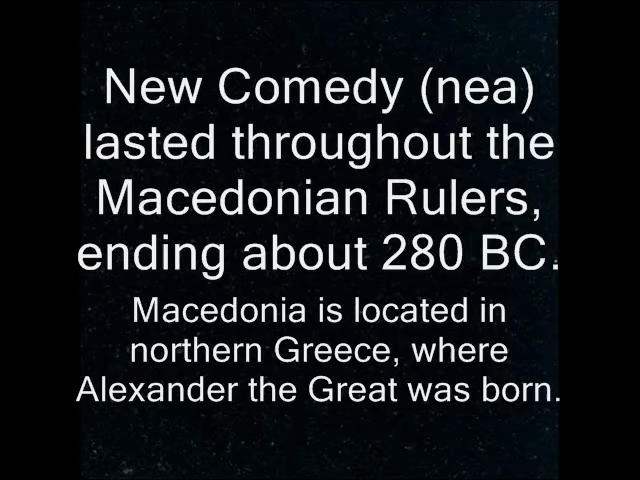 New Comedy (nea)
lasted throughout the
Macedonian Rulers,
ending about 280 BC.
Macedonia is located in
northern Greece, where
Alexander the Great was born.